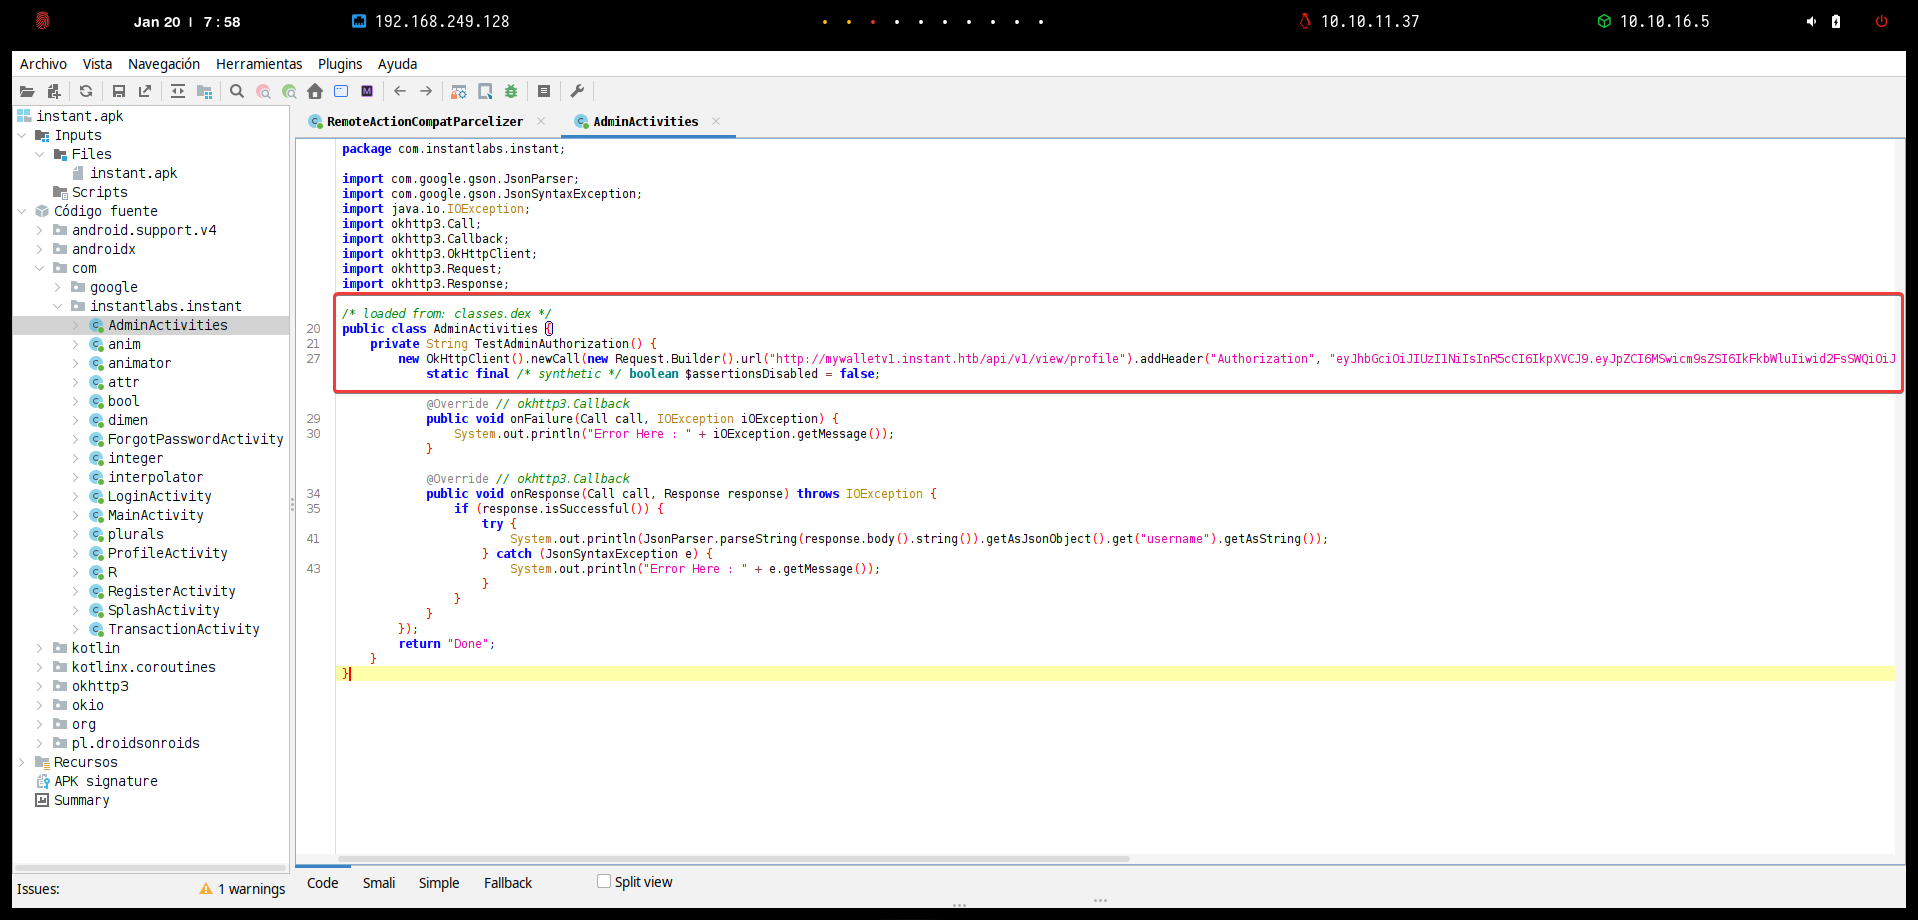 Jan 20 | 7:58
192.168.249.128
10.10.11.37
10.10.16.5
Archivo Vista Navegación Herramientas Plugins Ayuda
instant.apk
Inputs
Files
instant.apk
Scripts
Código fuente
android.support.v4
androidx
com
google
instantlabs.instant
AdminActivities
anim
animator
attr
bool
dimen
ForgotPasswordActivity
integer
interpolator
LoginActivity
MainActivity
plurals
ProfileActivity
R
RegisterActivity
SplashActivity
TransactionActivity
kotlin
kotlinx.coroutines
okhttp3
okio
org
pl.droidsonroids
Recursos
APK signature
Summary
Issues: 1 warnings
RemoteActionCompatParcelizer AdminActivities
package com.instantlabs.instant;
import com.google.gson.JsonParser;
import com.google.gson.JsonSyntaxException;
import java.io.IOException;
import okhttp3.Call;
import okhttp3.Callback;
import okhttp3.OkHttpClient;
import okhttp3.Request;
import okhttp3.Response;
/* loaded from: classes.dex */
20 public class AdminActivities {
21 private String TestAdminAuthorization() {
27 new OkHttpClient().newCall(new Request.Builder().url("http://mywalletv1.instant.htb/api/v1/view/profile").addHeader("Authorization", "eyJhbGciOiJIUzI1NiIsInR5cCI6IkpXVCJ9.eyJpZCI6MSwicm9sZSI6IkFkbWluIiwid2FsSWQiOiJ
static final /* synthetic */ boolean $assertionsDisabled = false;
@Override // okhttp3.Callback
29 public void onFailure(Call call, IOException iOException) {
30 System.out.println("Error Here : " + iOException.getMessage());
}
@Override // okhttp3.Callback
34 public void onResponse(Call call, Response response) throws IOException {
35 if (response.isSuccessful()) {
try {
41 System.out.println(JsonParser.parseString(response.body().string()).getAsJsonObject().get("username").getAsString());
} catch (JsonSyntaxException e) {
43 System.out.println("Error Here : " + e.getMessage());
}
}
}
});
return "Done";
}
}
Code Smali Simple Fallback Split view